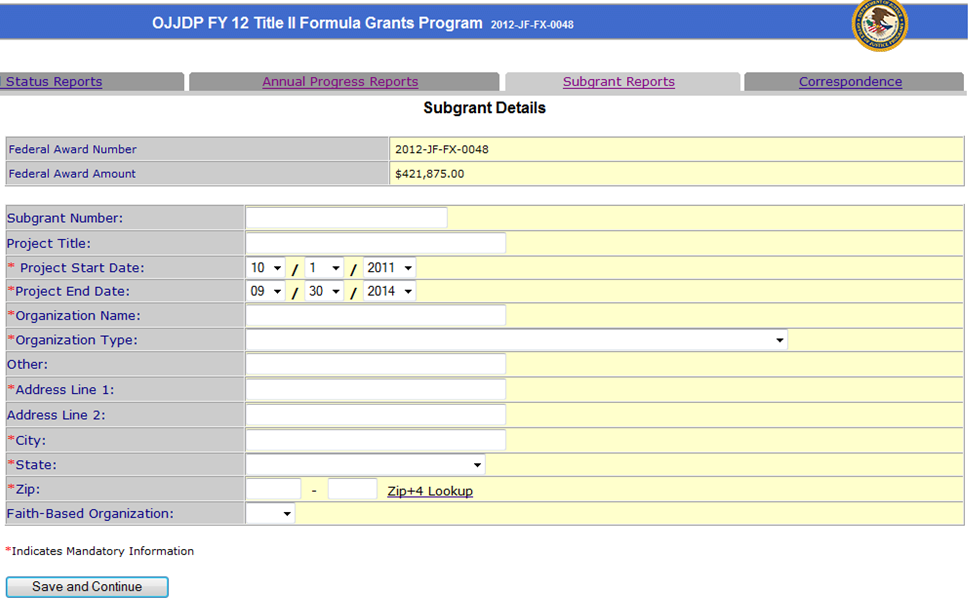 OJJDP FY 12 Title II Formula Grants Program 2012-JF-FX-0048
Status Reports Annual Progress Reports Subgrant Reports Correspondence
Subgrant Details
Federal Award Number 2012-JF-FX-0048
Federal Award Amount $421,875.00
Subgrant Number:
Project Title:
* Project Start Date: 10 / 1 / 2011
*Project End Date: 09 / 30 / 2014
*Organization Name:
*Organization Type:
Other:
*Address Line 1:
Address Line 2:
*City:
*State:
*Zip: - Zip+4 Lookup
Faith-Based Organization:
*Indicates Mandatory Information
Save and Continue